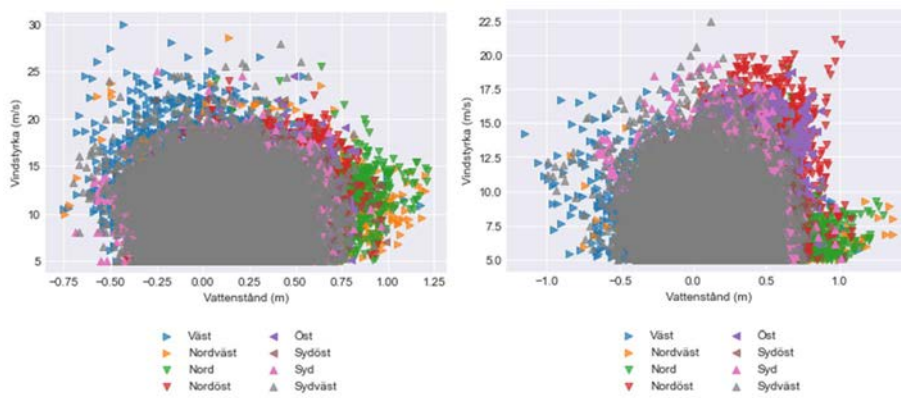 30
25
20
15
10
5
Vindstyrka (m/s)
−0.75 −0.50 −0.25 0.00 0.25 0.50 0.75 1.00 1.25
Vattenstånd (m)
Väst Öst
Nordväst Sydöst
Nord Syd
Nordöst Sydväst
22.5
20.0
17.5
15.0
12.5
10.0
7.5
5.0
Vindstyrka (m/s)
−1.0 −0.5 0.0 0.5 1.0
Vattenstånd (m)
Väst Öst
Nordväst Sydöst
Nord Syd
Nordöst Sydväst